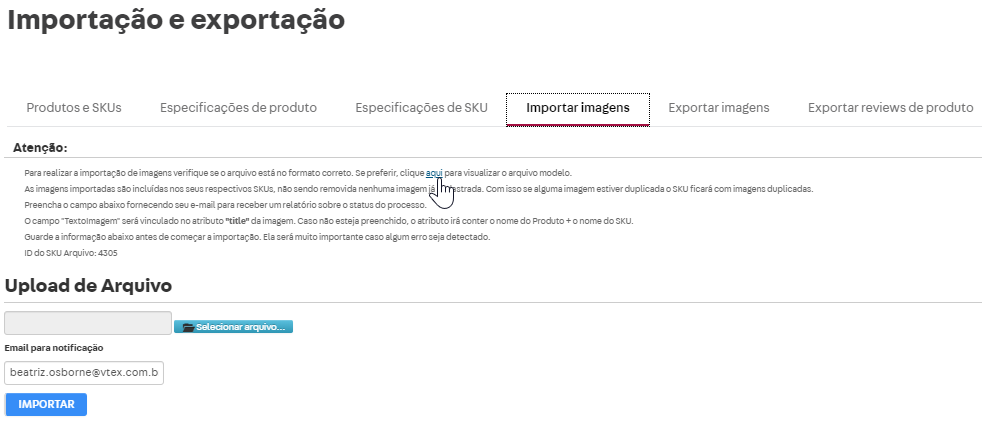 Importação e exportação
Produtos e SKUs Especificações de produto Especificações de SKU Importar imagens Exportar imagens Exportar reviews de produto
Atenção:
Para realizar a importação de imagens verifique se o arquivo está no formato correto. Se preferir, clique aqui para visualizar o arquivo modelo.
As imagens importadas são incluídas nos seus respectivos SKUs, não sendo removida nenhuma imagem já . Com isso se alguma imagem estiver duplicada o SKU ficará com imagens duplicadas.
Preencha o campo abaixo fornecendo seu e-mail para receber um relatório sobre o status do processo.
O campo "TextoImagem" será vinculado no atributo "title" da imagem. Caso não esteja preenchido, o atributo irá conter o nome do Produto + o nome do SKU.
Guarde a informação abaixo antes de começar a importação. Ela será muito importante caso algum erro seja detectado.
ID do SKU Arquivo: 4305
Upload de Arquivo
Selecionar arquivo...
Email para notificação
beatriz.osborne@vtex.com.b
IMPORTAR